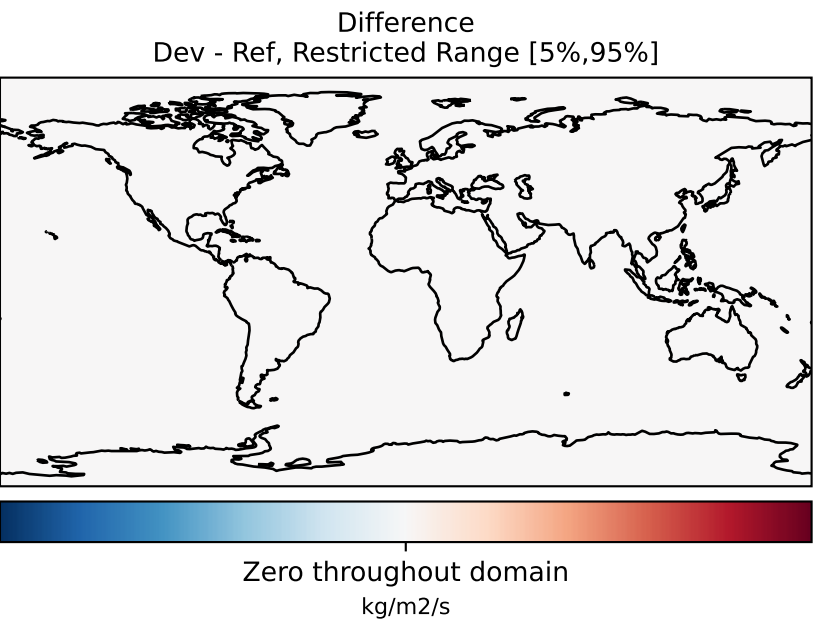 Difference
Dev - Ref, Restricted Range [5%,95%]
Zero throughout domain
kg/m2/s